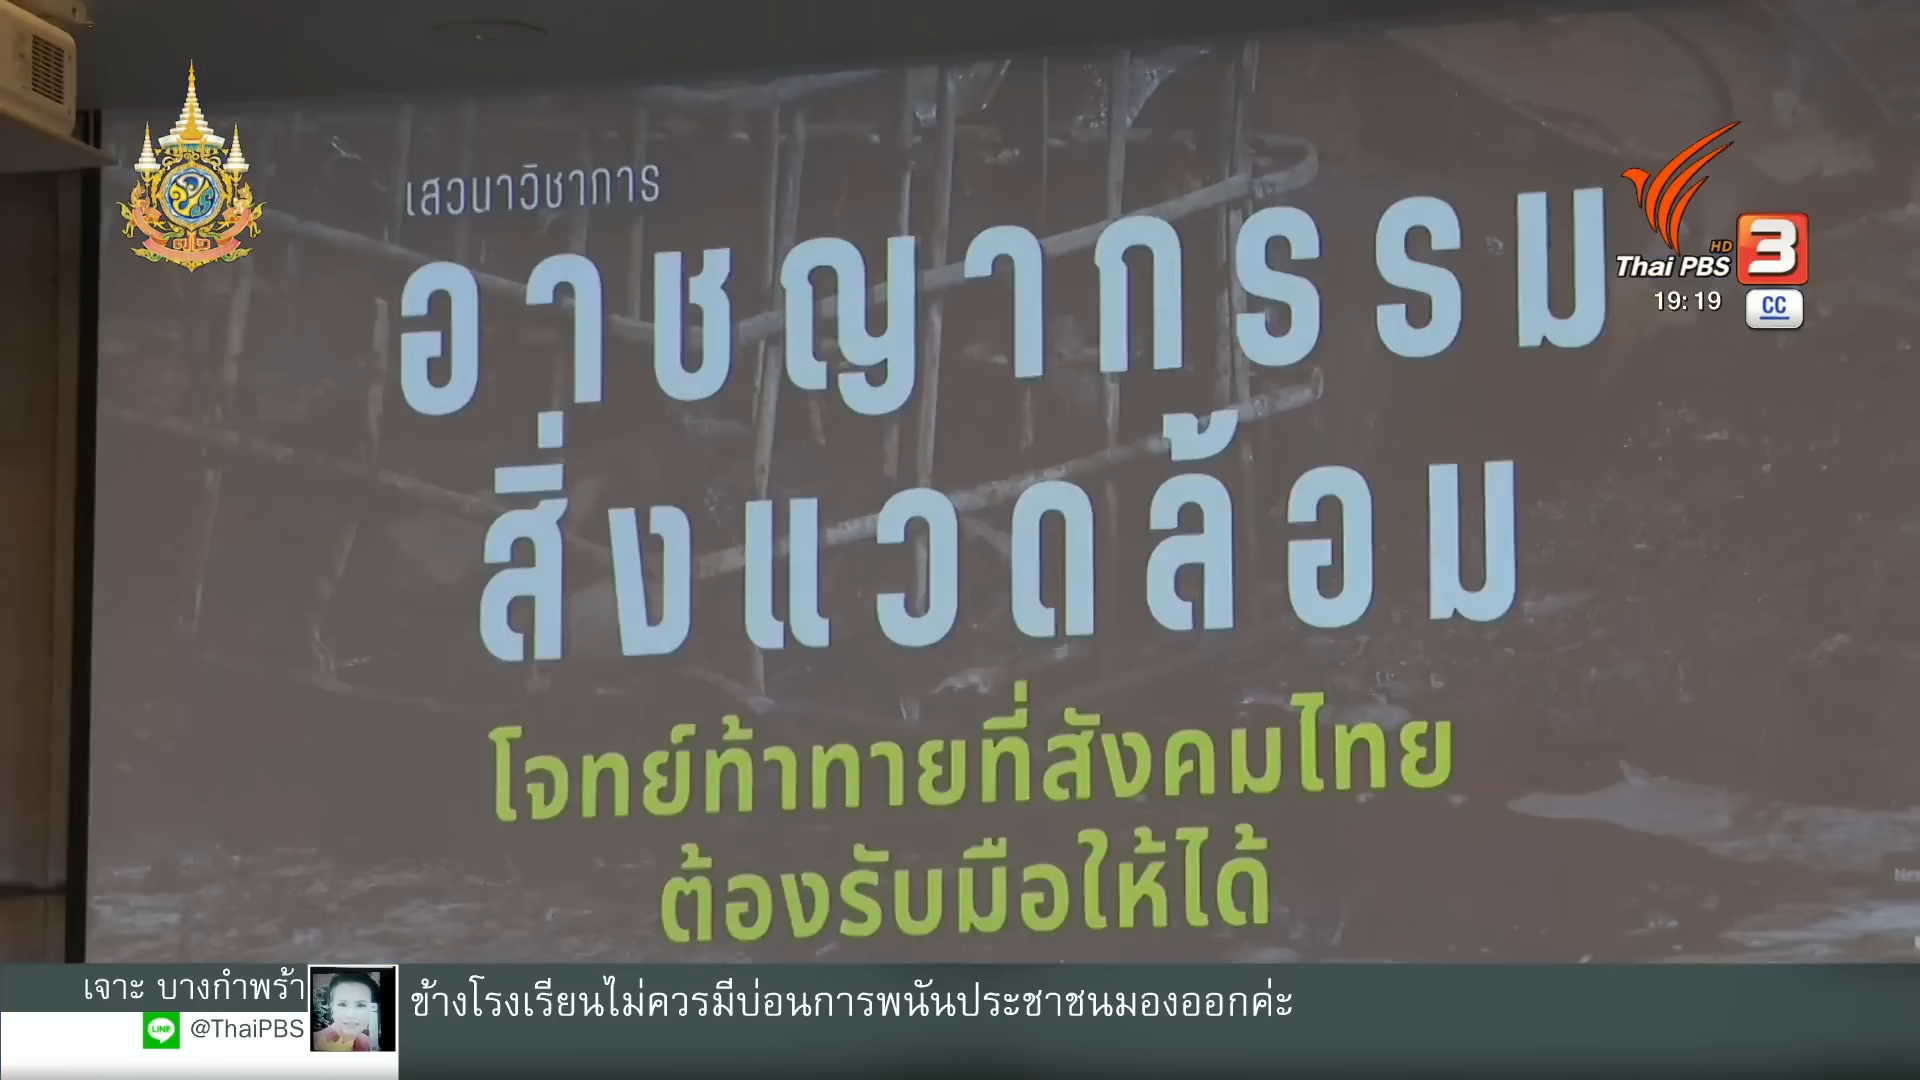 เสวนาวิชาการ
อาชญากรรม
สิ่งแวดล้อม
โจทย์ท้าทายที่สังคมไทย
ต้องรับมือให้ได้
HD
Thai PBS 3
19:19
CC
๗๒
เจาะ บางกำพร้า
LINE @ThaiPBS
ข้างโรงเรียนไม่ควรมีบ่อนการพนันประชาชนมองออกค่ะ